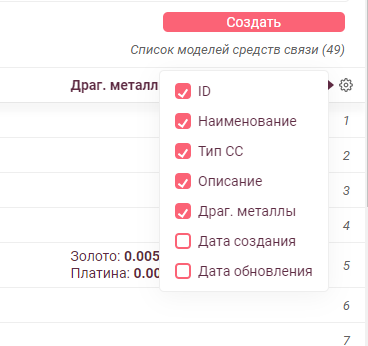 Создать
Список моделей средств связи (49)
Драг. металл
ID
Наименование
Тип СС
Описание
Драг. металлы
Дата создания
Дата обновления
1
2
3
4
Золото: 0.005
Платина: 0.00
5
6
7